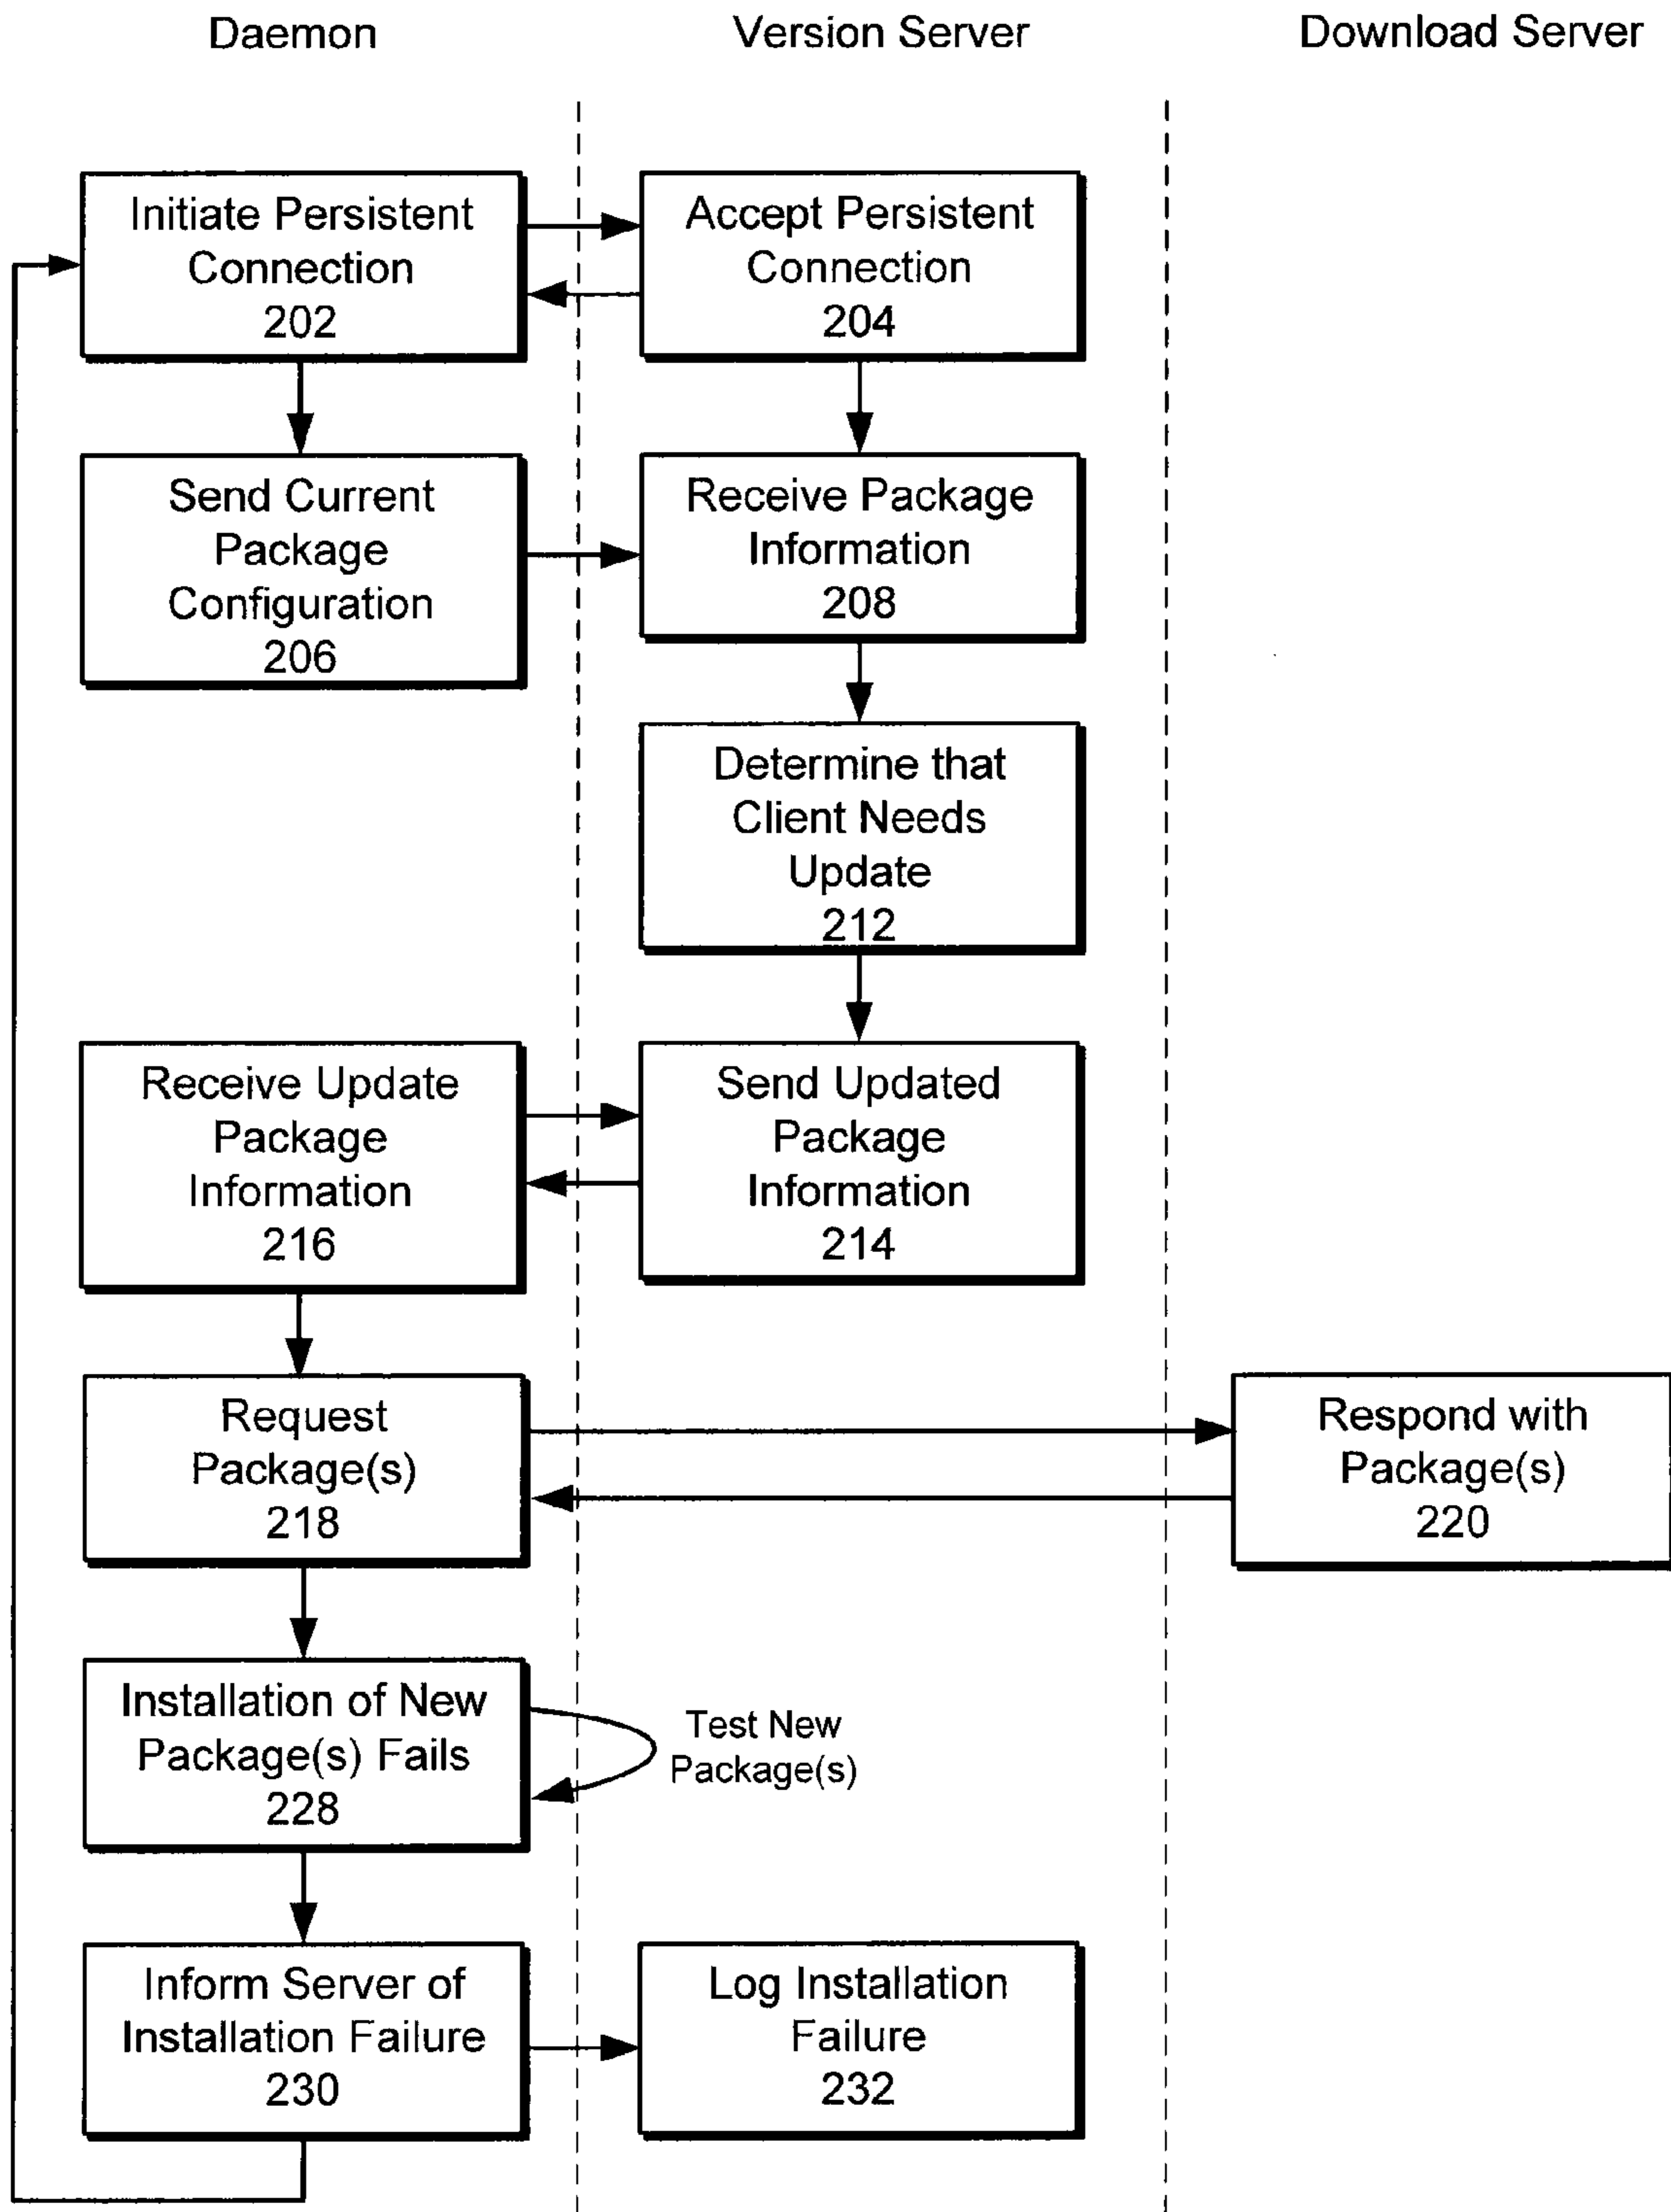 Daemon
Version Server
Download Server
Initiate Persistent
Connection
202
Accept Persistent
Connection
204
Send Current
Package
Configuration
206
Receive Package
Information
208
Determine that
Client Needs
Update
212
Receive Update
Package
Information
216
Send Updated
Package
Information
214
Request
Package(s)
218
Respond with
Package(s)
220
Installation of New
Package(s) Fails
228
Test New
Package(s)
Inform Server of
Installation Failure
230
Log Installation
Failure
232